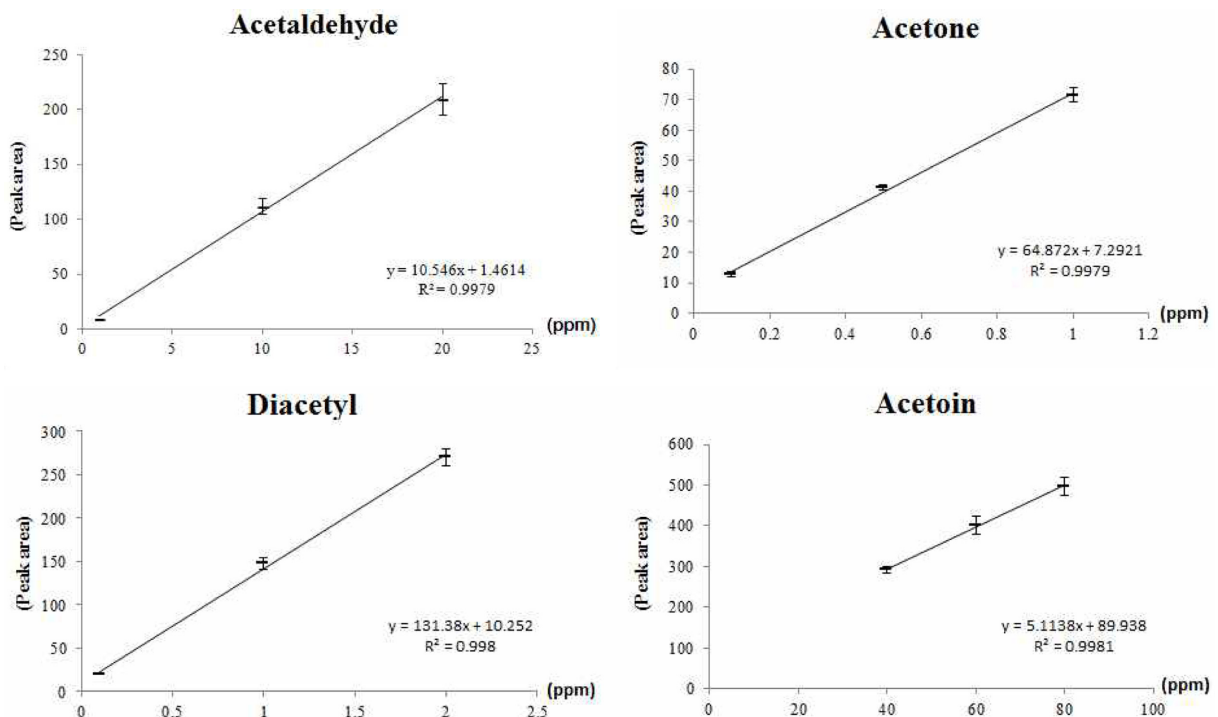 Acetaldehyde
(Peak area)
250
200
150
100
50
0
y = 10.546x + 1.4614
R² = 0.9979
0 5 10 15 20 25
(ppm)
Acetone
(Peak area)
80
70
60
50
40
30
20
10
0
y = 64.872x + 7.2921
R² = 0.9979
0 0.2 0.4 0.6 0.8 1 1.2
(ppm)
Diacetyl
(Peak area)
300
250
200
150
100
50
0
y = 131.38x + 10.252
R² = 0.998
0 0.5 1 1.5 2 2.5
(ppm)
Acetoin
(Peak area)
600
500
400
300
200
100
0
y = 5.1138x + 89.938
R² = 0.9981
0 20 40 60 80 100
(ppm)